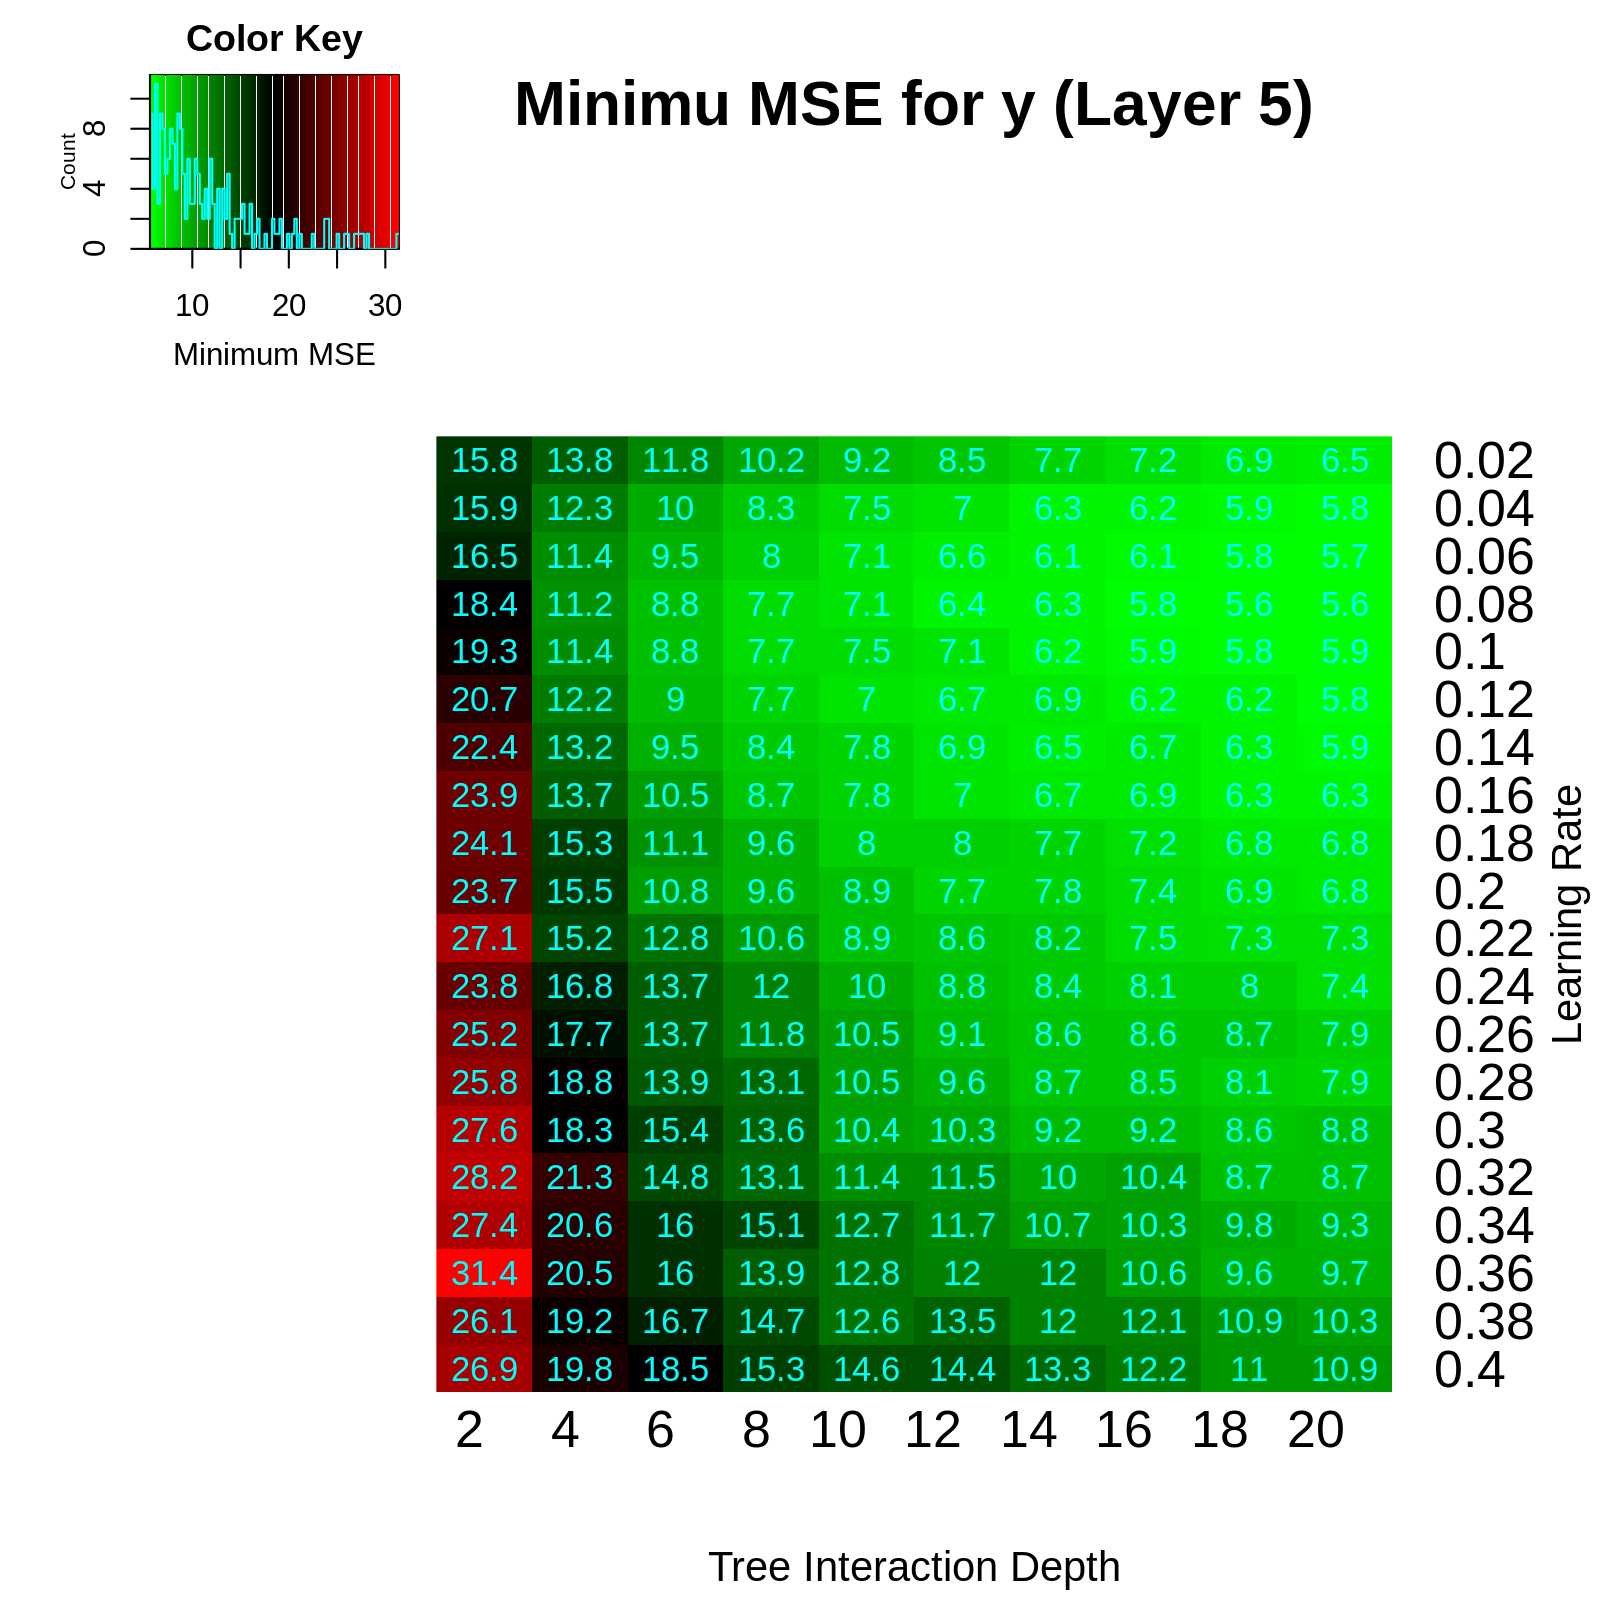 Color Key
Minimu MSE for y (Layer 5)
Count
0 4 8
10 20 30
Minimum MSE
15.8 13.8 11.8 10.2 9.2 8.5 7.7 7.2 6.9 6.5 0.02
15.9 12.3 10 8.3 7.5 7 6.3 6.2 5.9 5.8 0.04
16.5 11.4 9.5 8 7.1 6.6 6.1 6.1 5.8 5.7 0.06
18.4 11.2 8.8 7.7 7.1 6.4 6.3 5.8 5.6 5.6 0.08
19.3 11.4 8.8 7.7 7.5 7.1 6.2 5.9 5.8 5.9 0.1
20.7 12.2 9 7.7 7 6.7 6.9 6.2 6.2 5.8 0.12
22.4 13.2 9.5 8.4 7.8 6.9 6.5 6.7 6.3 5.9 0.14
23.9 13.7 10.5 8.7 7.8 7 6.7 6.9 6.3 6.3 0.16
24.1 15.3 11.1 9.6 8 8 7.7 7.2 6.8 6.8 0.18
23.7 15.5 10.8 9.6 8.9 7.7 7.8 7.4 6.9 6.8 0.2
27.1 15.2 12.8 10.6 8.9 8.6 8.2 7.5 7.3 7.3 0.22
23.8 16.8 13.7 12 10 8.8 8.4 8.1 8 7.4 0.24
25.2 17.7 13.7 11.8 10.5 9.1 8.6 8.6 8.7 7.9 0.26
25.8 18.8 13.9 13.1 10.5 9.6 8.7 8.5 8.1 7.9 0.28
27.6 18.3 15.4 13.6 10.4 10.3 9.2 9.2 8.6 8.8 0.3
28.2 21.3 14.8 13.1 11.4 11.5 10 10.4 8.7 8.7 0.32
27.4 20.6 16 15.1 12.7 11.7 10.7 10.3 9.8 9.3 0.34
31.4 20.5 16 13.9 12.8 12 12 10.6 9.6 9.7 0.36
26.1 19.2 16.7 14.7 12.6 13.5 12 12.1 10.9 10.3 0.38
26.9 19.8 18.5 15.3 14.6 14.4 13.3 12.2 11 10.9 0.4
2 4 6 8 10 12 14 16 18 20
Learning Rate
Tree Interaction Depth